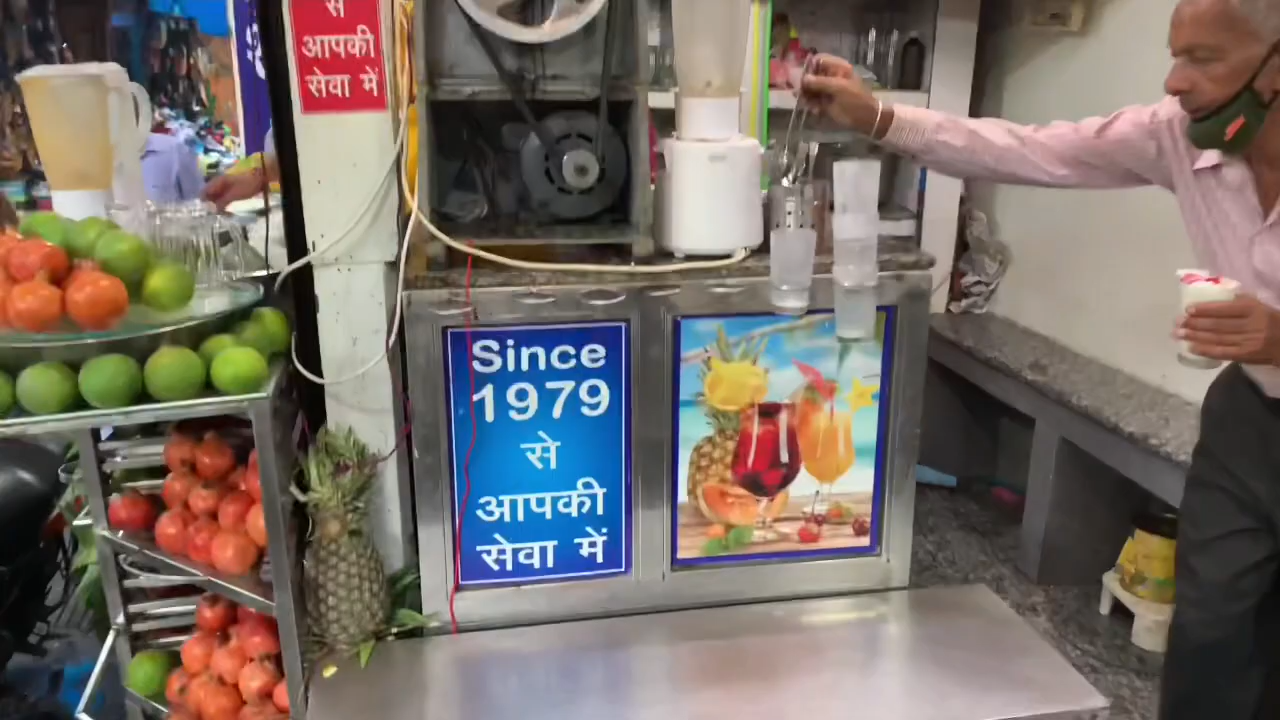 से
आपकी
सेवा में
Since
1979
से
आपकी
सेवा में